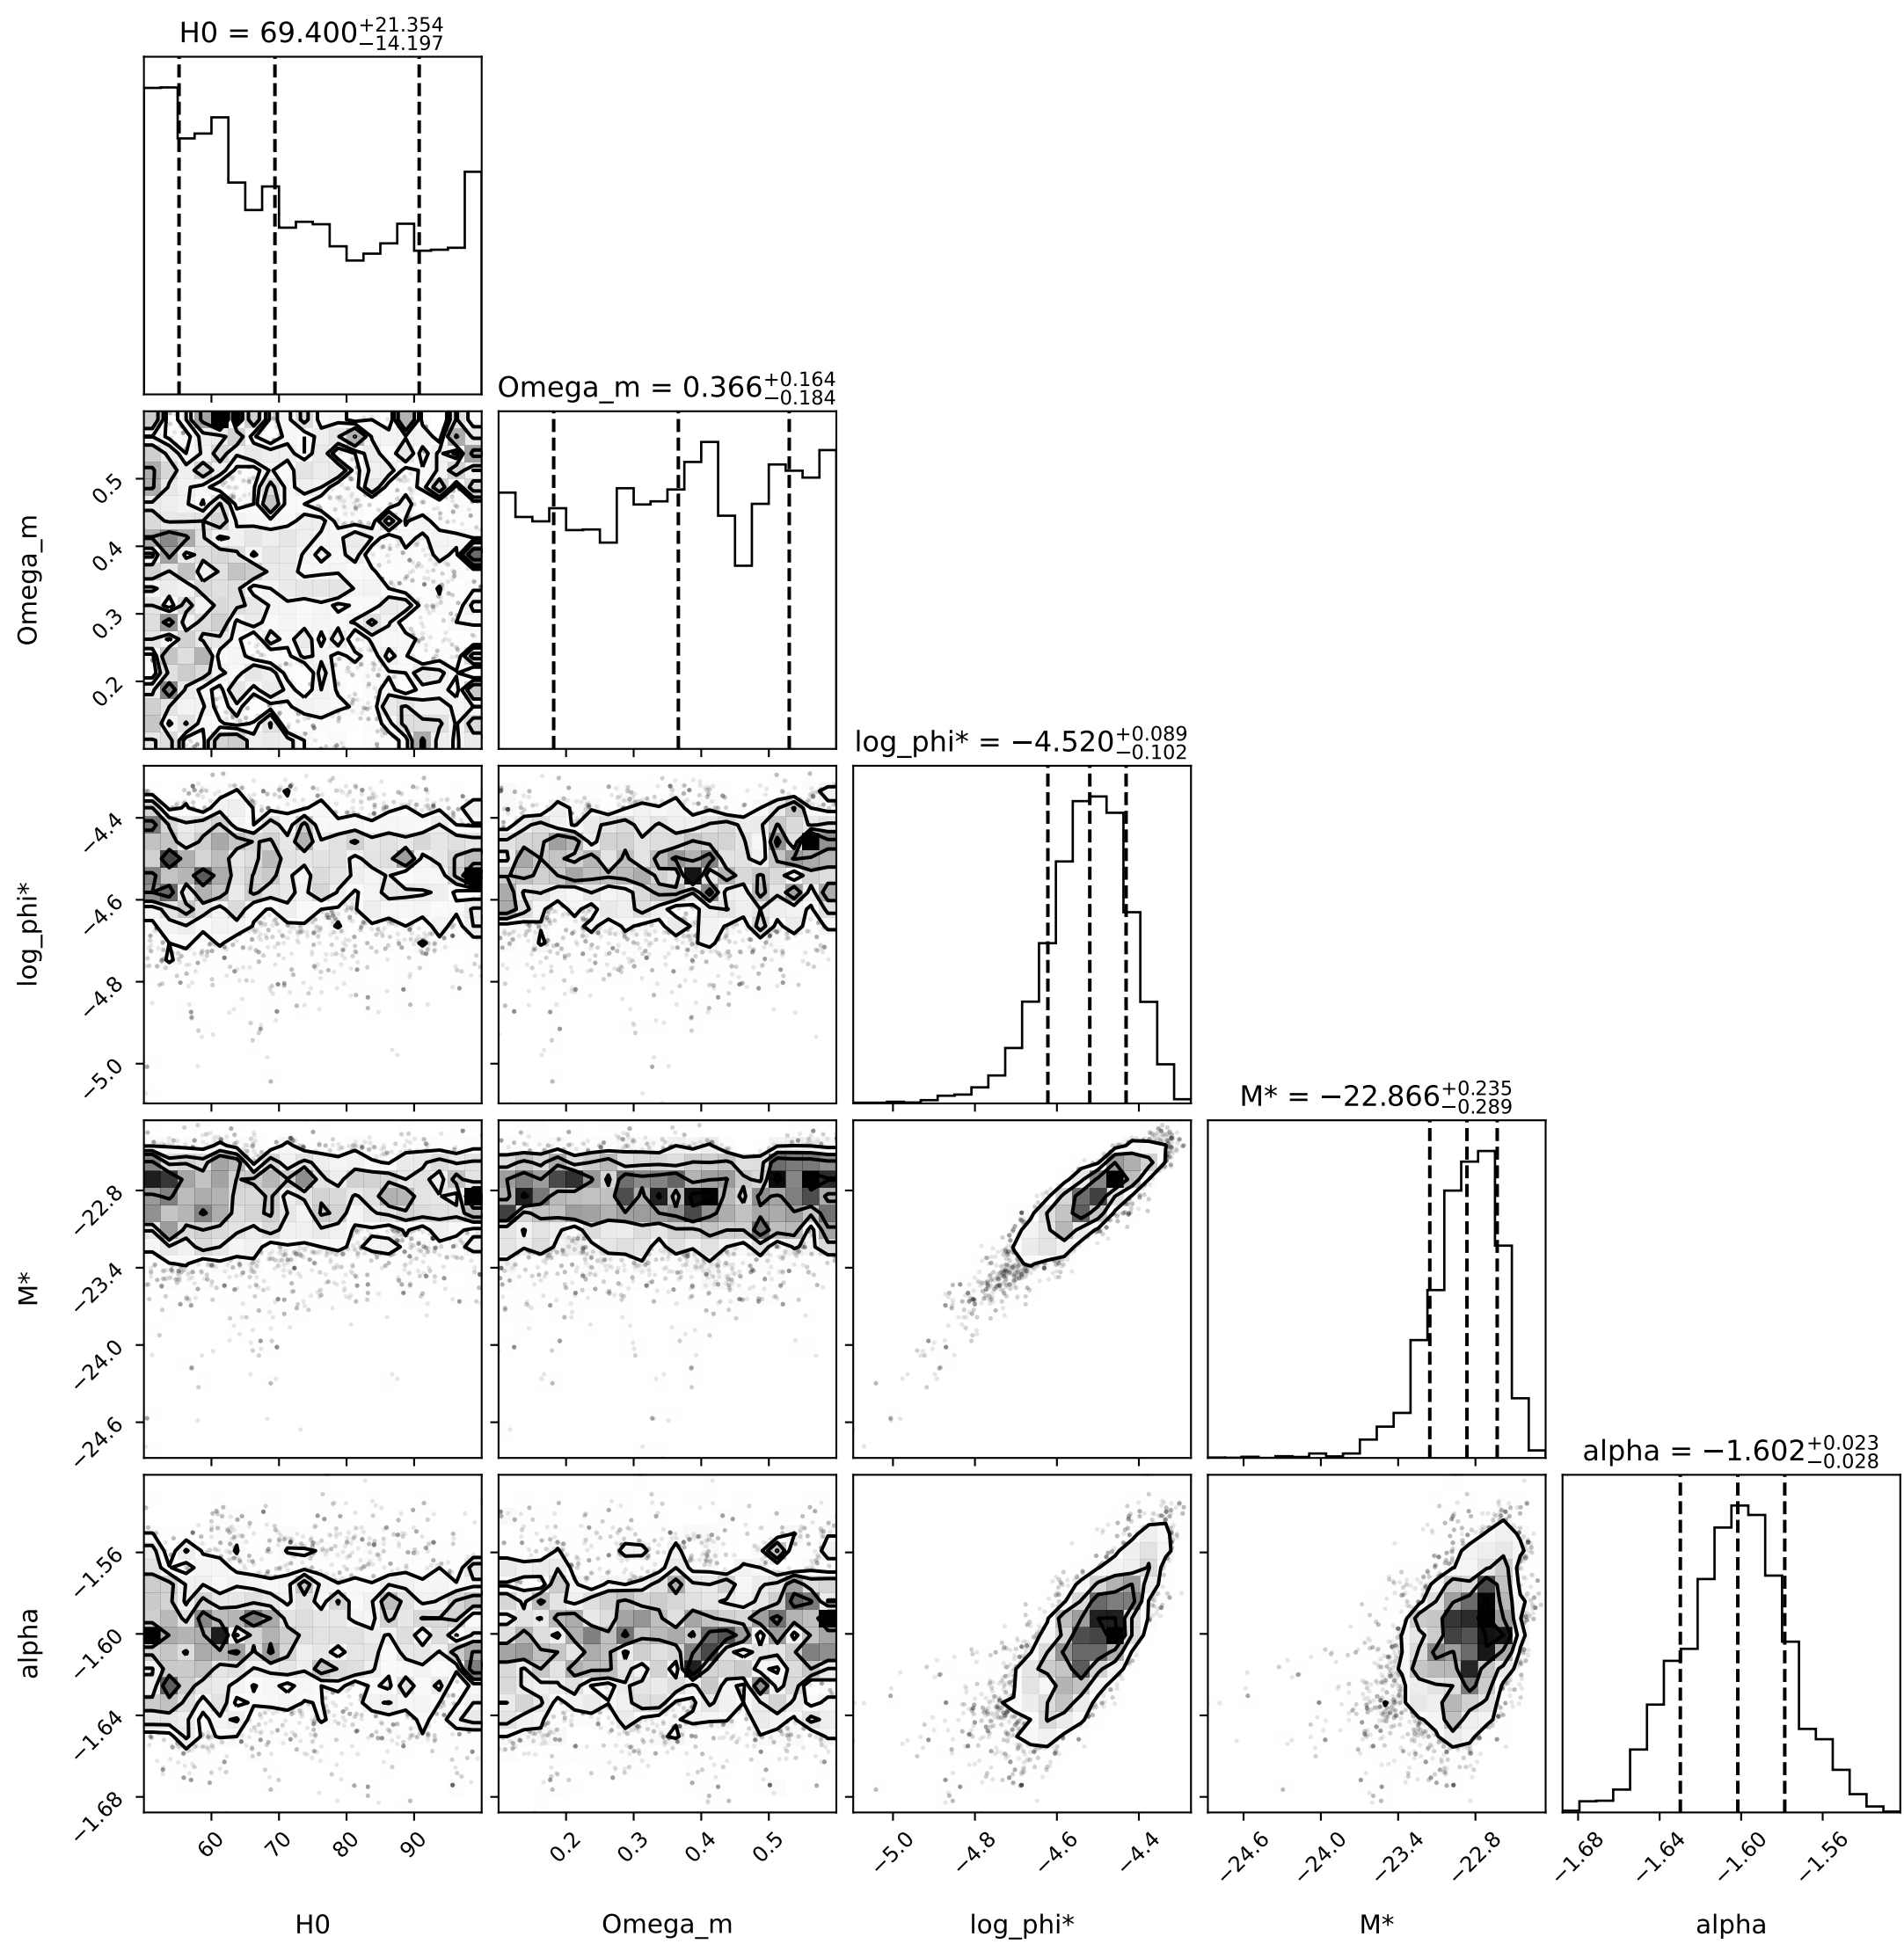 H0 = 69.400+21.354−14.197
Omega_m = 0.366+0.164−0.184
Omega_m
0.5
0.4
0.3
0.2
log_phi* = −4.520+0.089−0.102
log_phi*
−4.4
−4.6
−4.8
−5.0
M* = −22.866+0.235−0.289
M*
−22.8
−23.4
−24.0
−24.6
alpha = −1.602+0.023−0.028
alpha
−1.56
−1.60
−1.64
−1.68
60 70 80 90 0.2 0.3 0.4 0.5 −5.0 −4.8 −4.6 −4.4 −24.6 −24.0 −23.4 −22.8 −1.68 −1.64 −1.60 −1.56
H0 Omega_m log_phi* M* alpha